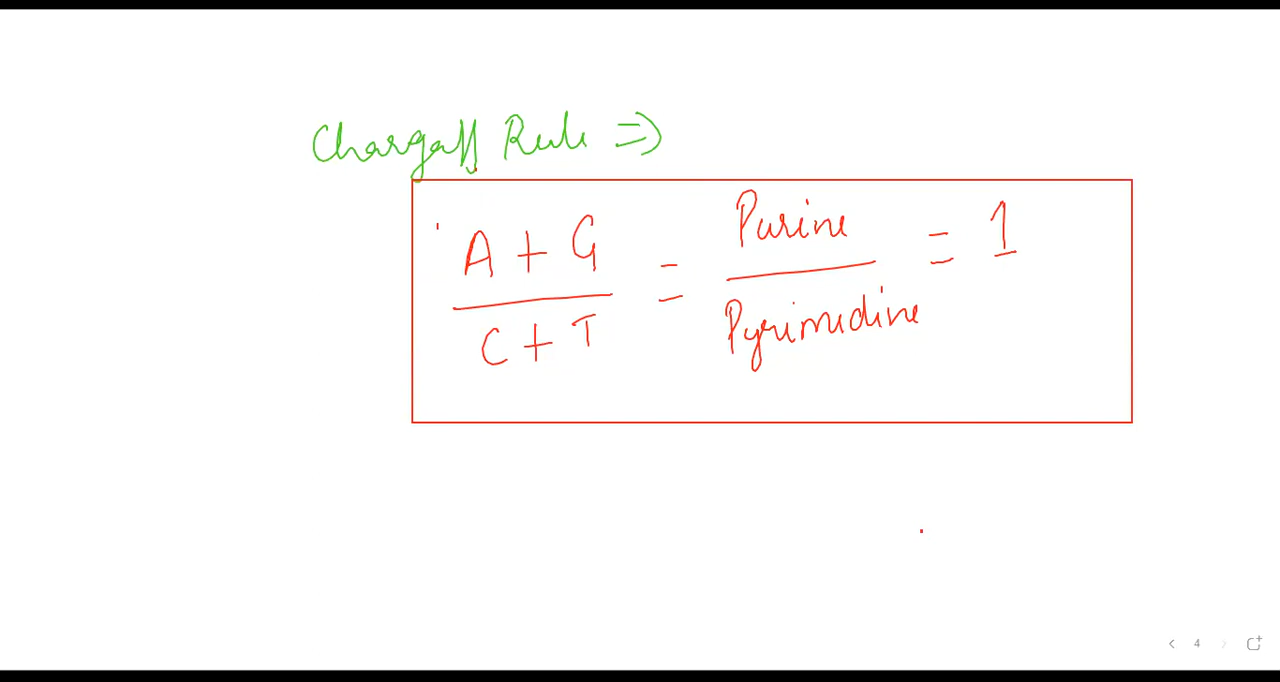 Chargaff Rule ⇒
A + G / C + T = Purine / Pyrimidine = 1
4